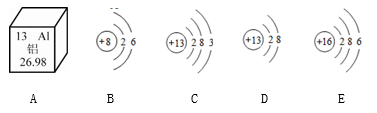 13 Al
铝
26.98
+8 2 6
+13 2 8 3
+13 2 8
+16 2 8 6
A B C D E